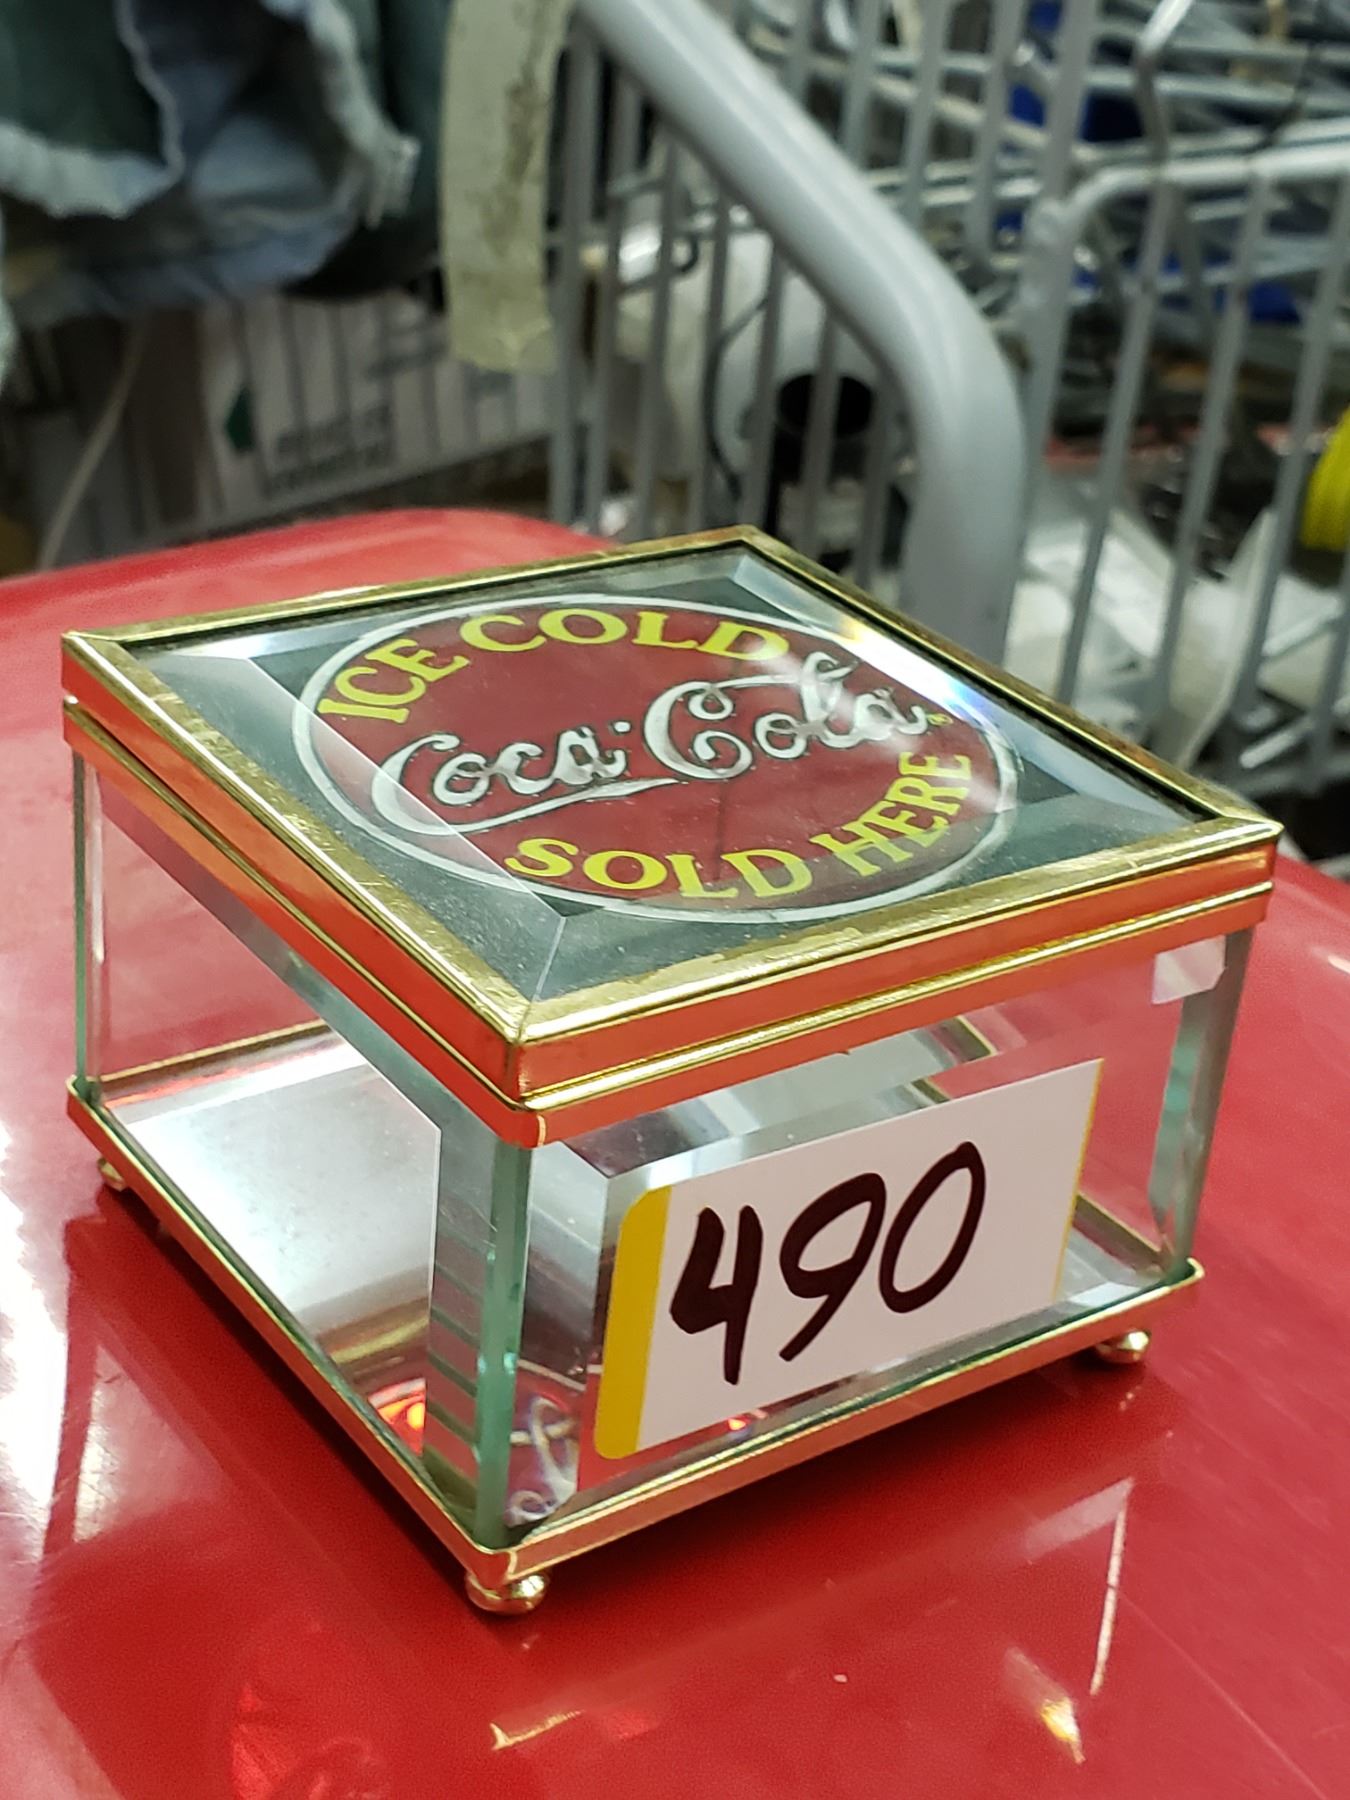 ICE COLD
Coca-Cola
SOLD HERE
490